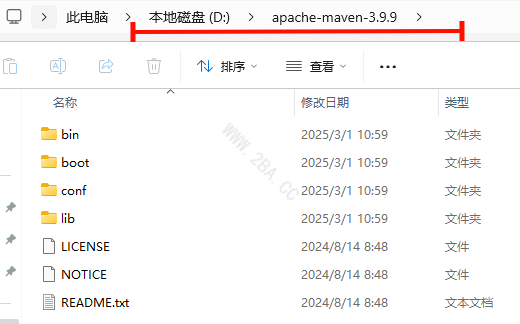 此电脑 > 本地磁盘 (D:) > apache-maven-3.9.9 >
排序 查看 ...
名称 修改日期 类型
bin 2025/3/1 10:59 文件夹
boot 2025/3/1 10:59 文件夹
conf 2025/3/1 10:59 文件夹
lib 2025/3/1 10:59 文件夹
LICENSE 2024/8/14 8:48 文件
NOTICE 2024/8/14 8:48 文件
README.txt 2024/8/14 8:48 文本文档
WWW.2BA.CC